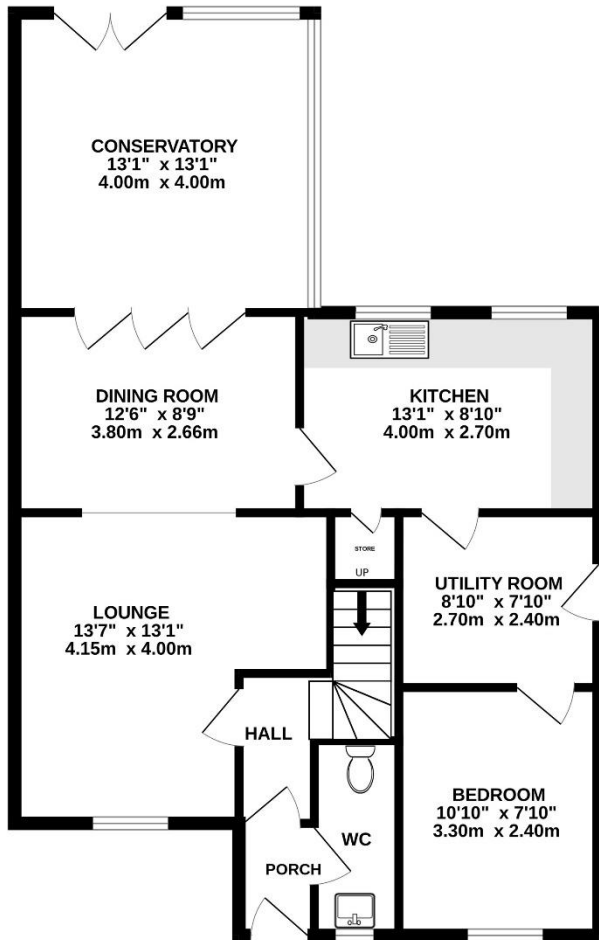 CONSERVATORY
13'1" x 13'1"
4.00m x 4.00m
DINING ROOM
12'6" x 8'9"
3.80m x 2.66m
KITCHEN
13'1" x 8'10"
4.00m x 2.70m
STORE
UP
LOUNGE
13'7" x 13'1"
4.15m x 4.00m
UTILITY ROOM
8'10" x 7'10"
2.70m x 2.40m
HALL
BEDROOM
10'10" x 7'10"
3.30m x 2.40m
WC
PORCH